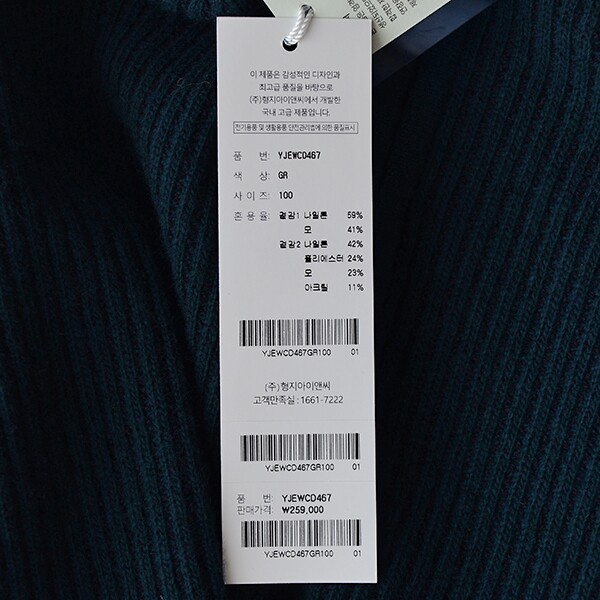 이 제품은 감성적인 디자인과
최고급 품질을 바탕으로
(주)형지아이앤씨에서 개발한
국내 고급 제품입니다.
전기용품 및 생활용품 안전관리법에 의한 품질표시
품 번: YJEWCD467
색 상: GR
사 이 즈: 100
혼 용 율: 겉감1 나일론 59%
모 41%
겉감2 나일론 42%
폴리에스터 24%
모 23%
아크릴 11%
YJEWCD467GR100 01
(주)형지아이앤씨
고객만족실 : 1661-7222
YJEWCD467GR100 01
품 번: YJEWCD467
판매가격: ₩259,000
YJEWCD467GR100 01